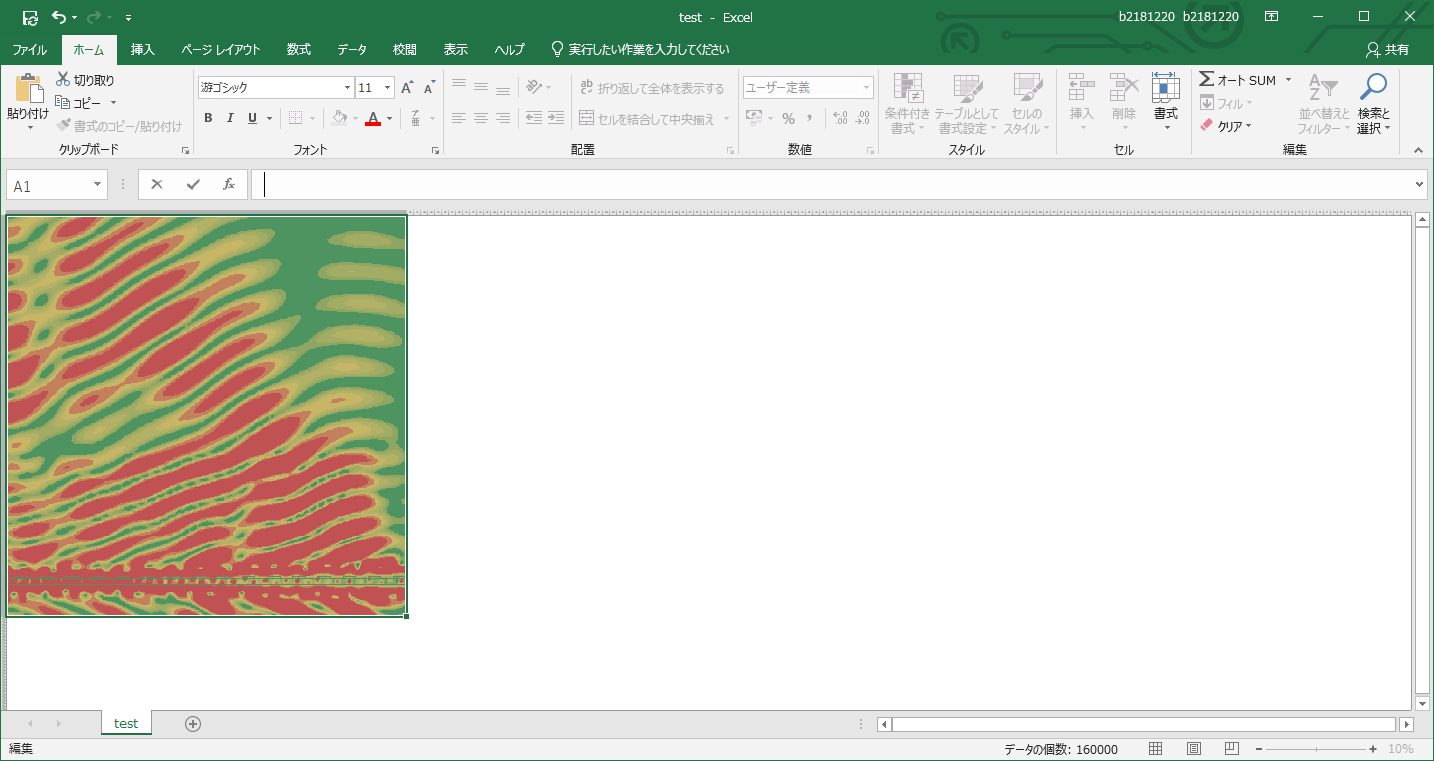 test - Excel
b2181220 b2181220
ファイル ホーム 挿入 ページ レイアウト 数式 データ 校閲 表示 ヘルプ 実行したい作業を入力してください 共有
貼り付け
切り取り
コピー
書式のコピー/貼り付け
クリップボード
游ゴシック 11 A A
B I U A 亜
フォント
ab 折り返して全体を表示する
セルを結合して中央揃え
配置
ユーザー定義
% , .00 .00
数値
条件付き
書式
テーブルとして
書式設定
セルの
スタイル
スタイル
挿入 削除 書式
セル
Σ オート SUM
フィル
クリア
並べ替えと
フィルター
検索と
選択
編集
A1 fx
test
編集 データの個数: 160000 10%